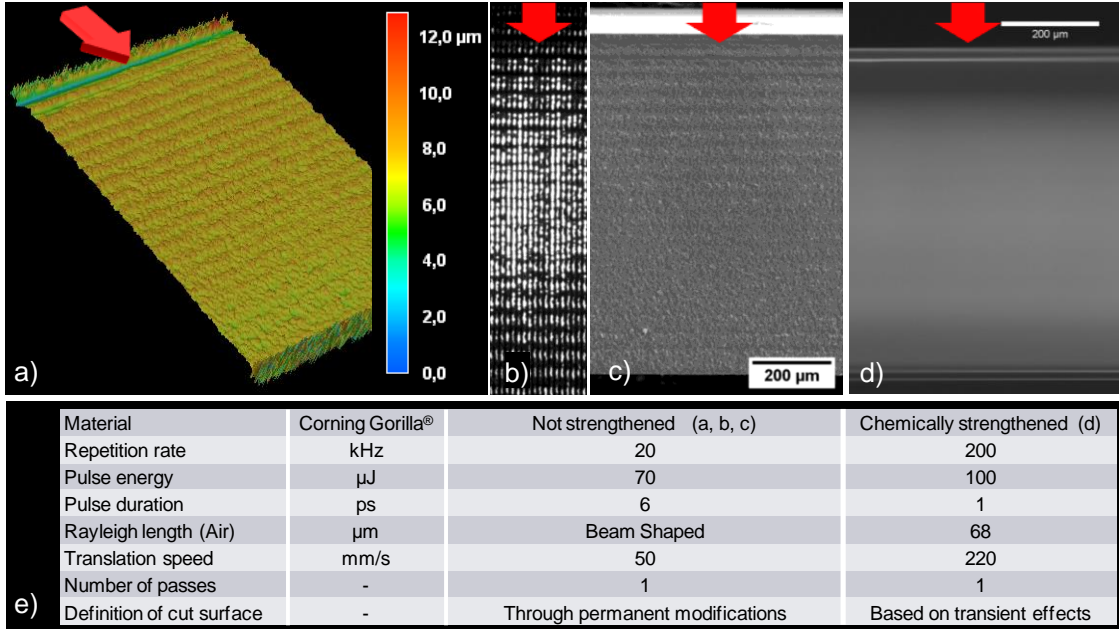 12,0 µm
10,0
8,0
6,0
4,0
2,0
0,0
a)
b)
200 µm
c)
200 µm
d)
Material Corning Gorilla® Not strengthened (a, b, c) Chemically strengthened (d)
Repetition rate kHz 20 200
Pulse energy µJ 70 100
Pulse duration ps 6 1
Rayleigh length (Air) µm Beam Shaped 68
Translation speed mm/s 50 220
Number of passes - 1 1
Definition of cut surface - Through permanent modifications Based on transient effects
e)